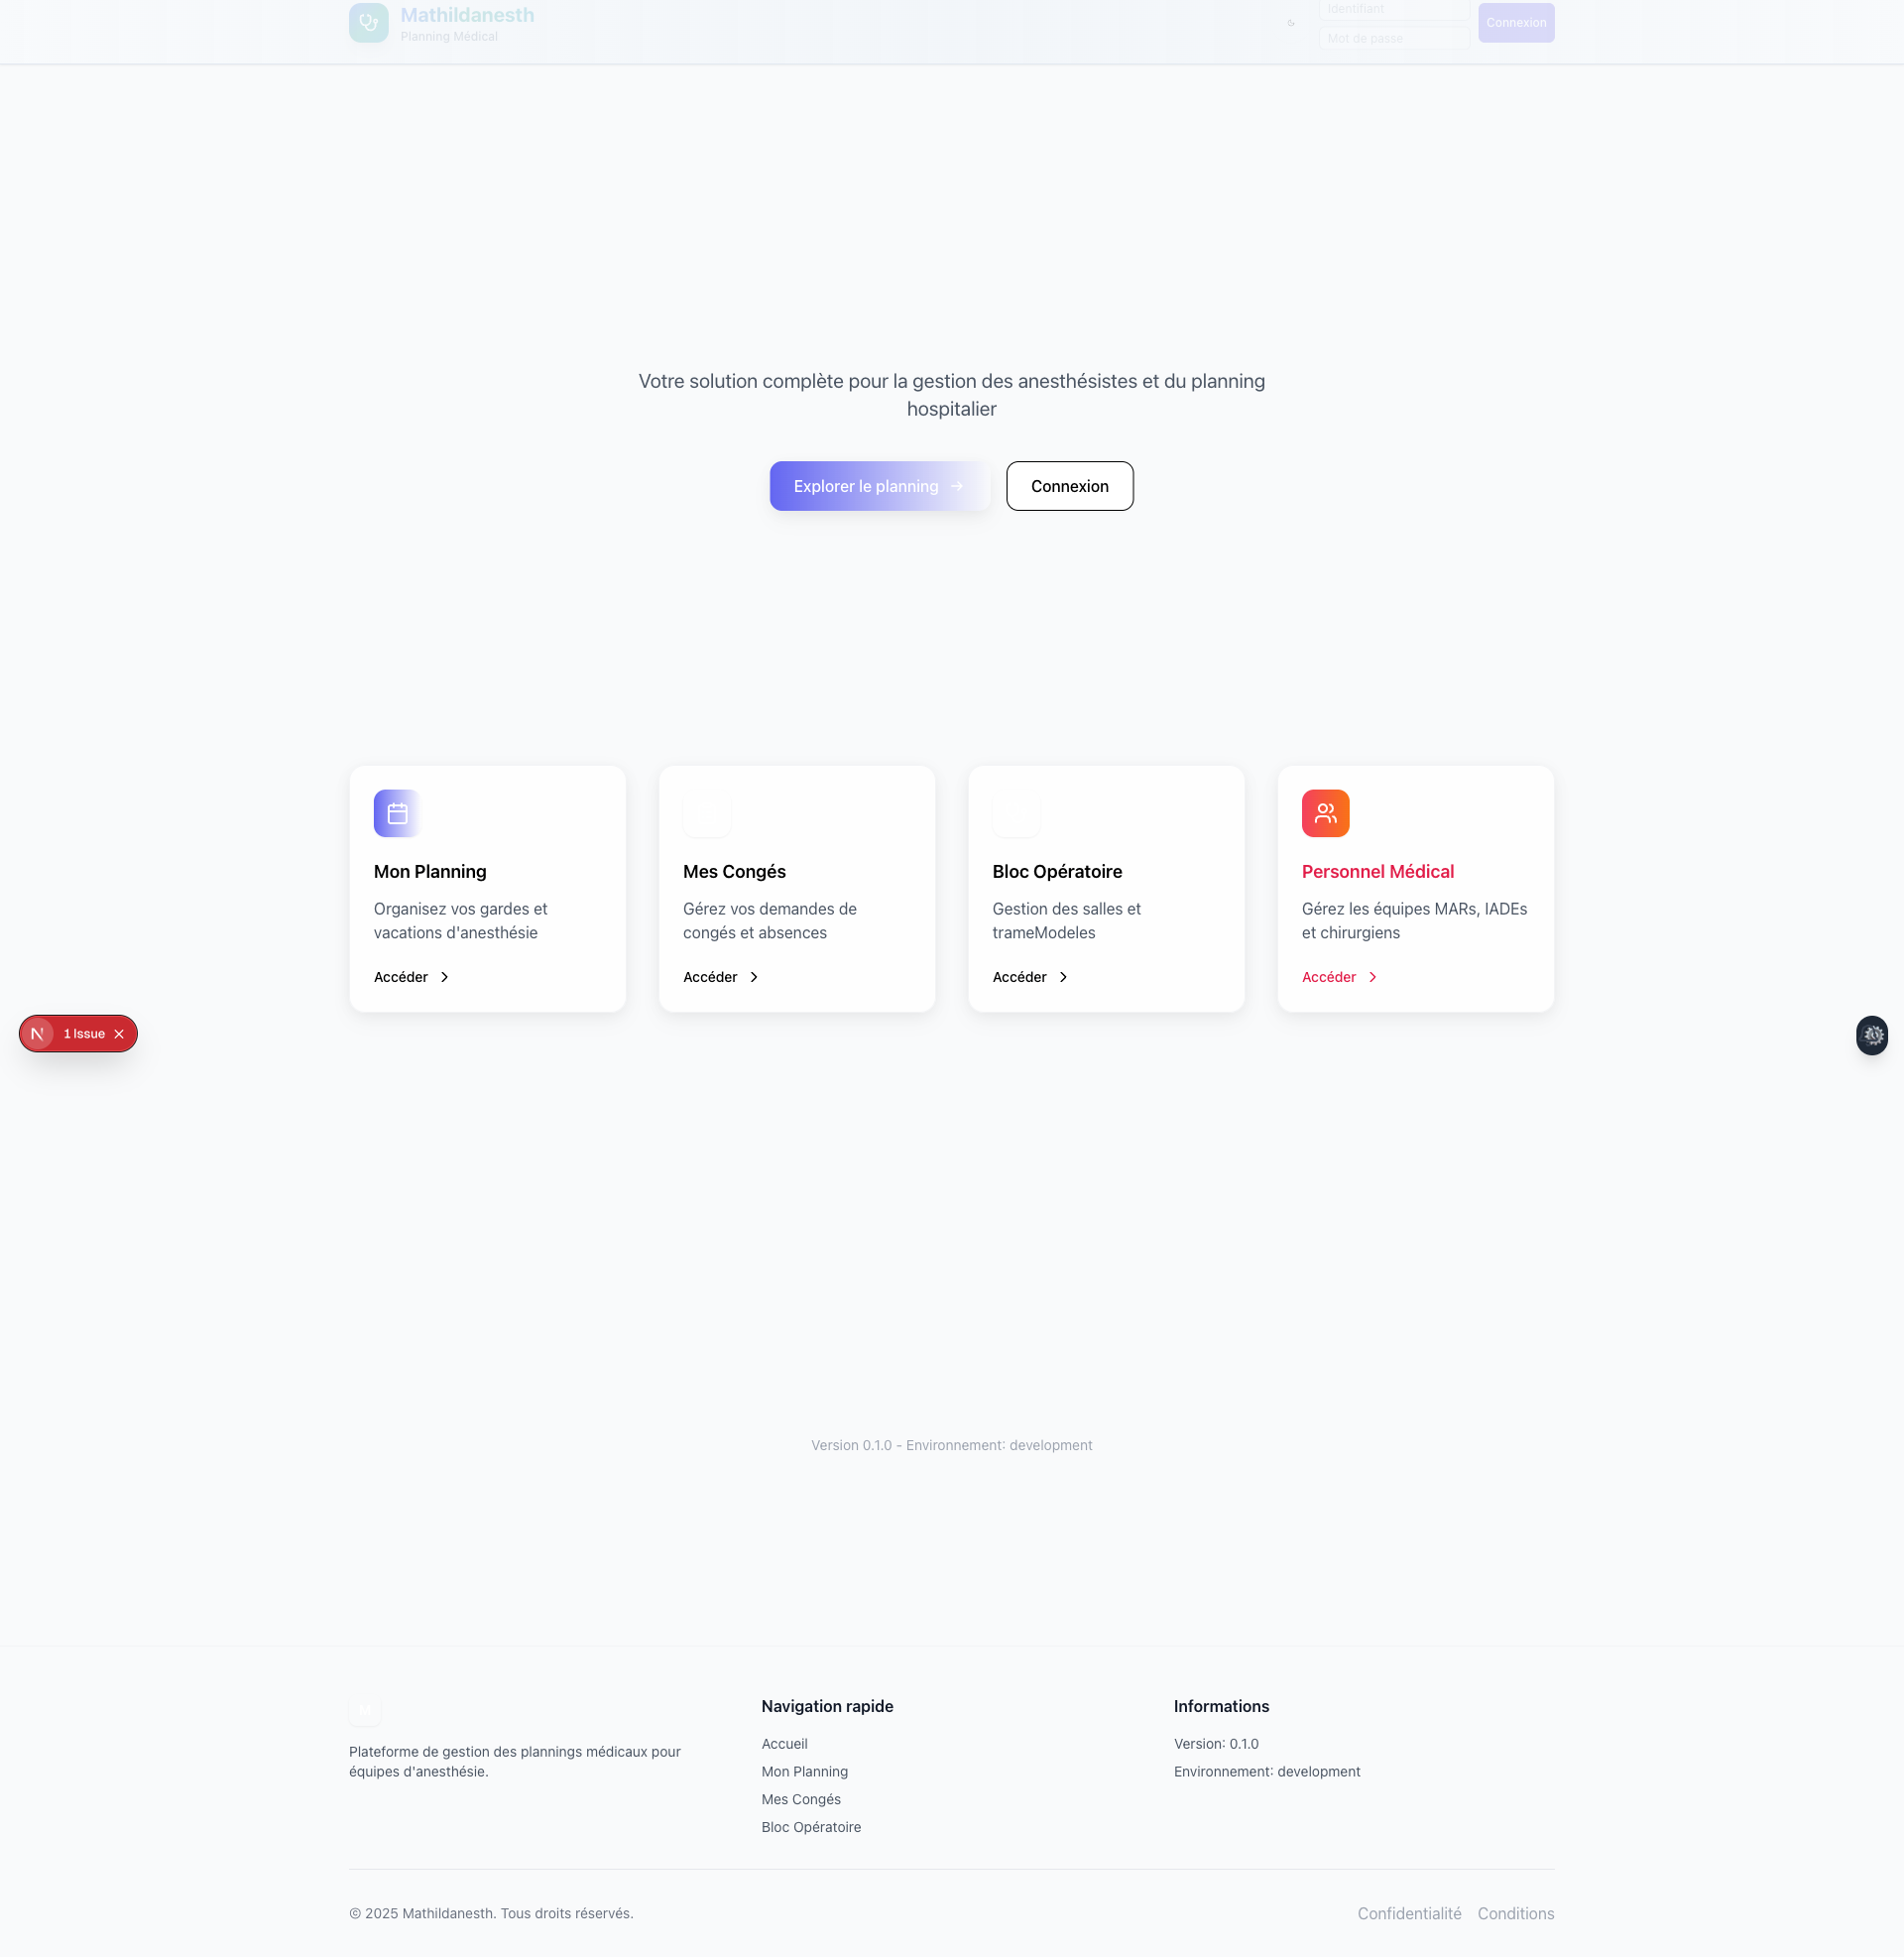 Mathildanesth
Planning Médical
Identifiant
Mot de passe
Connexion
Votre solution complète pour la gestion des anesthésistes et du planning
hospitalier
Explorer le planning
Connexion
Mon Planning
Organisez vos gardes et
vacations d'anesthésie
Accéder
Mes Congés
Gérez vos demandes de
congés et absences
Accéder
Bloc Opératoire
Gestion des salles et
trameModeles
Accéder
Personnel Médical
Gérez les équipes MARs, IADEs
et chirurgiens
Accéder
N 1 Issue
Version 0.1.0 - Environnement: development
M
Plateforme de gestion des plannings médicaux pour
équipes d'anesthésie.
Navigation rapide
Accueil
Mon Planning
Mes Congés
Bloc Opératoire
Informations
Version: 0.1.0
Environnement: development
© 2025 Mathildanesth. Tous droits réservés.
Confidentialité Conditions